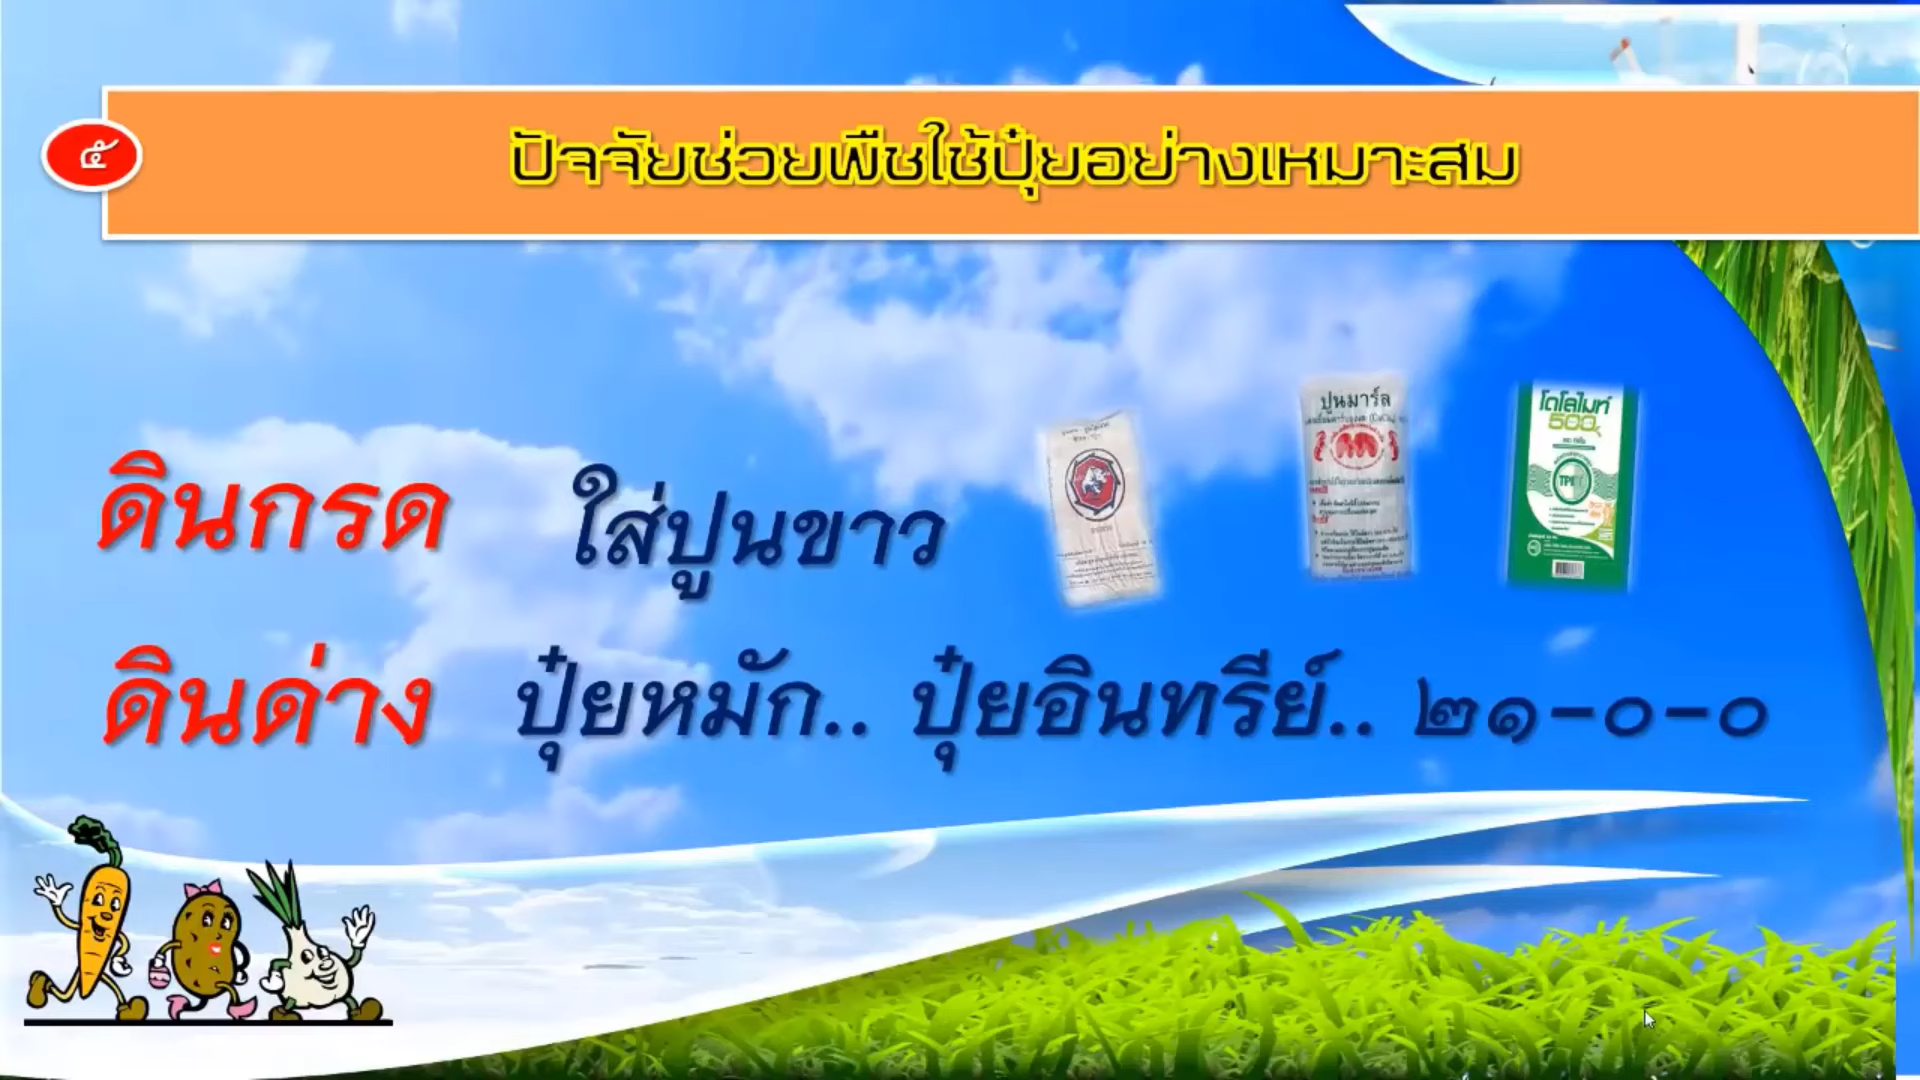 ๕
ปัจจัยช่วยพืชใช้ปุ๋ยอย่างเหมาะสม
ดินกรด ใส่ปูนขาว
ปูนมาร์ล
โดโลไมท์
500
TPI
ดินด่าง ปุ๋ยหมัก.. ปุ๋ยอินทรีย์.. ๒๑-๐-๐